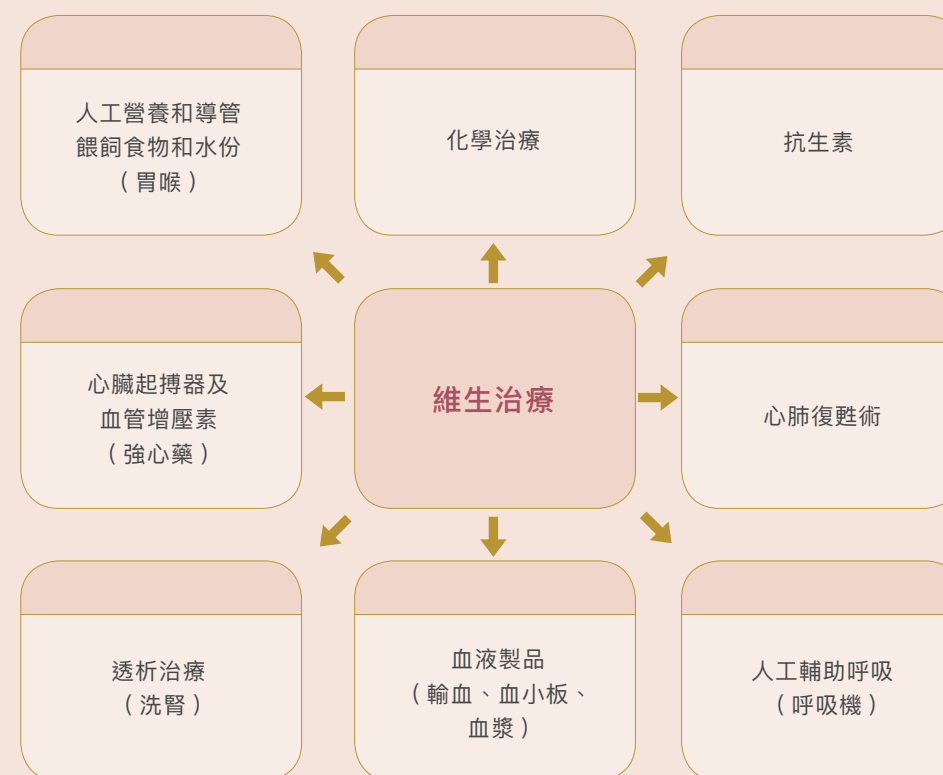 人工營養和導管
餵飼食物和水份
（胃喉）
化學治療
抗生素
心臟起搏器及
血管增壓素
（強心藥）
維生治療
心肺復甦術
透析治療
（洗腎）
血液製品
（輸血、血小板、
血漿）
人工輔助呼吸
（呼吸機）